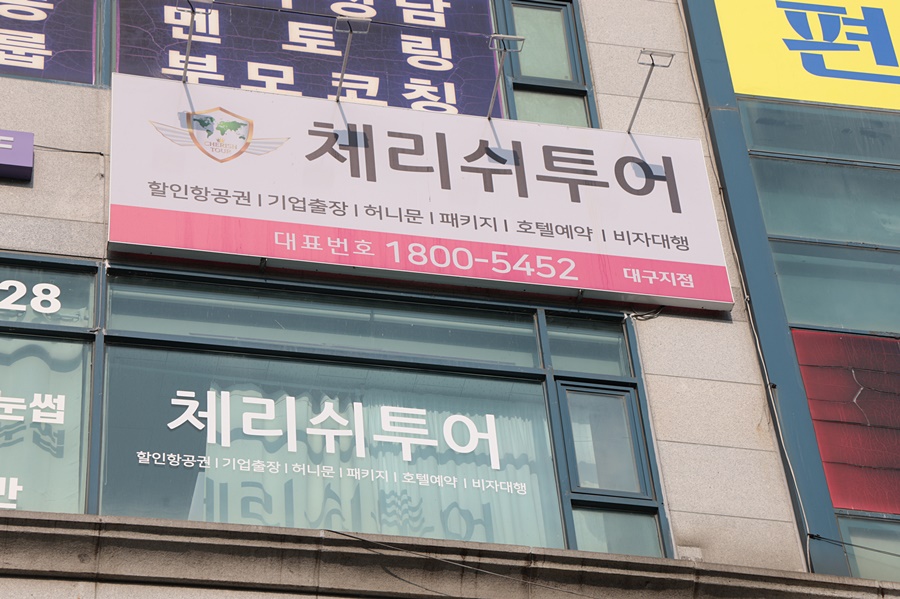 멘토링
부모코칭
편
CHERISH
TOUR
체리쉬투어
할인항공권 | 기업출장 | 허니문 | 패키지 | 호텔예약 | 비자대행
대표번호 1800-5452 대구지점
28
눈썹
체리쉬투어
할인항공권 | 기업출장 | 허니문 | 패키지 | 호텔예약 | 비자대행